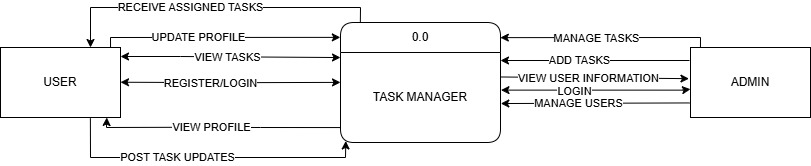 RECEIVE ASSIGNED TASKS
UPDATE PROFILE
0.0
MANAGE TASKS
VIEW TASKS
ADD TASKS
USER
REGISTER/LOGIN
TASK MANAGER
VIEW USER INFORMATION
ADMIN
LOGIN
MANAGE USERS
VIEW PROFILE
POST TASK UPDATES